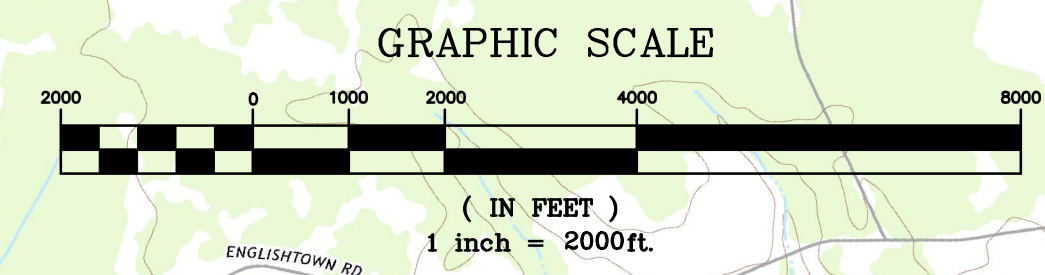 GRAPHIC SCALE
2000 0 1000 2000 4000 8000
( IN FEET )
1 inch = 2000ft.
ENGLISHTOWN RD